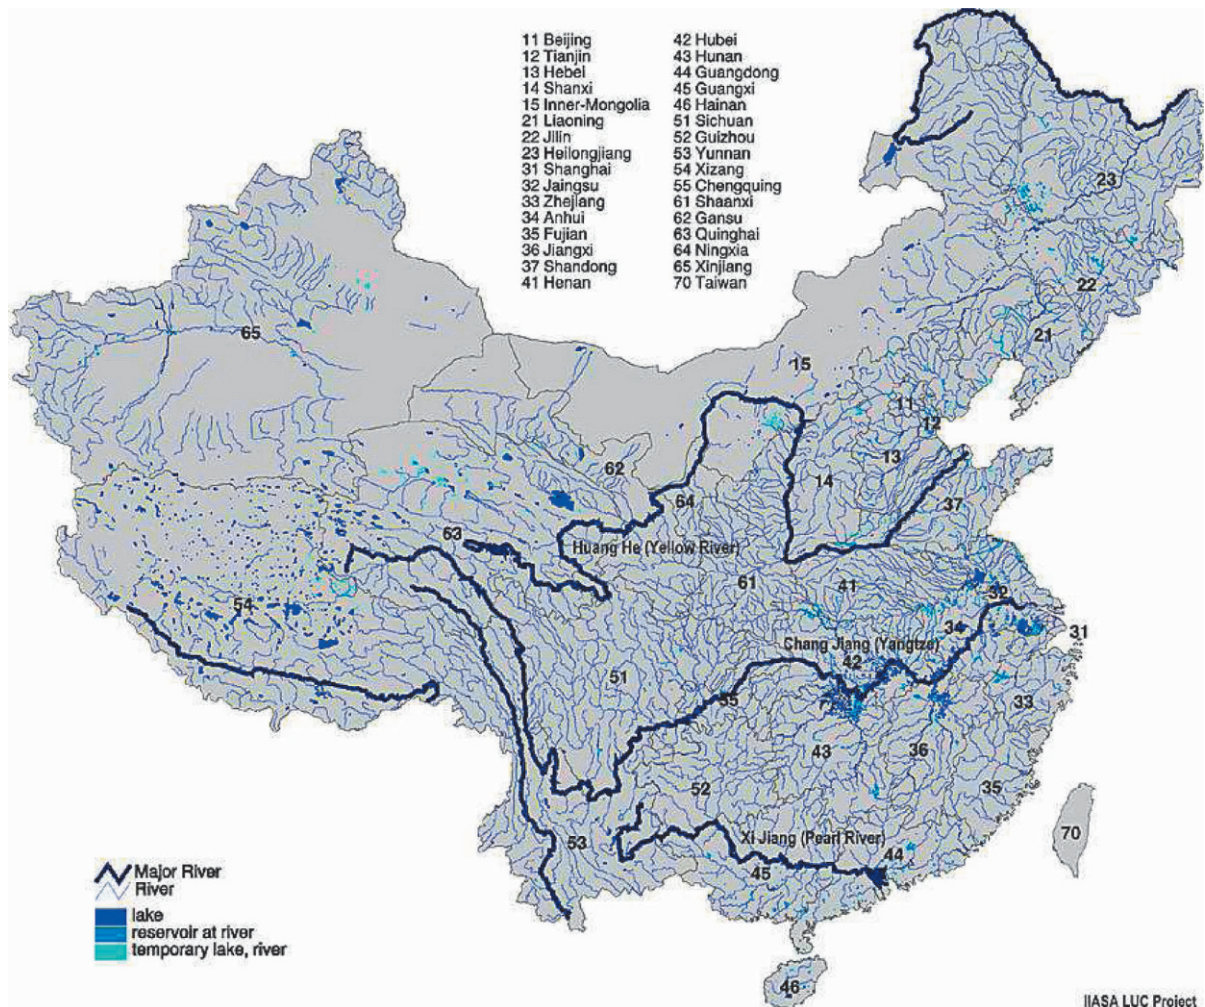 11 Beijing
12 Tianjin
13 Hebei
14 Shanxi
15 Inner-Mongolia
21 Liaoning
22 Jilin
23 Heilongjiang
31 Shanghai
32 Jaingsu
33 Zhejiang
34 Anhui
35 Fujian
36 Jiangxi
37 Shandong
41 Henan
42 Hubei
43 Hunan
44 Guangdong
45 Guangxi
46 Hainan
51 Sichuan
52 Guizhou
53 Yunnan
54 Xizang
55 Chengquing
61 Shaanxi
62 Gansu
63 Quinghai
64 Ningxia
65 Xinjiang
70 Taiwan
23
22
21
65
15
11
12
13
62
14
37
64
63
Huang He (Yellow River)
61
41
32
54
34
31
Chang Jiang (Yangtze)
42
51
55
33
43
36
52
35
70
Xi Jiang (Pearl River)
53
44
45
Major River
River
lake
reservoir at river
temporary lake, river
46
IIASA LUC Project